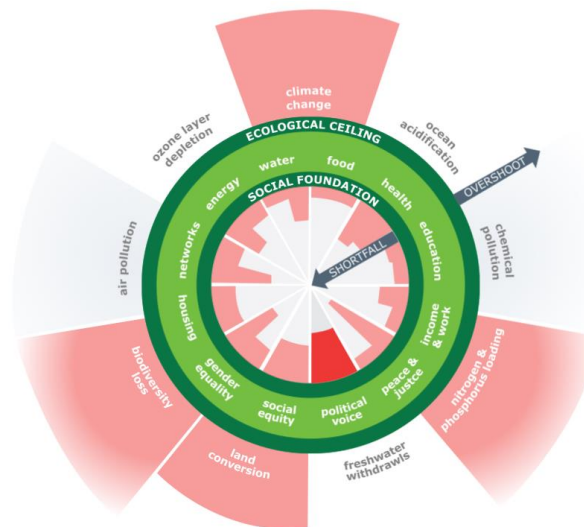 climate
change
ozone layer
depletion
ocean
acidification
ECOLOGICAL CEILING
OVERSHOOT
water
food
energy
health
SOCIAL FOUNDATION
networks
education
SHORTFALL
air pollution
chemical
pollution
housing
income
& work
gender
equality
peace &
justce
social
equity
political
voice
biodiversity
loss
nitrogen &
phosphorus loading
land
conversion
freshwater
withdrawls